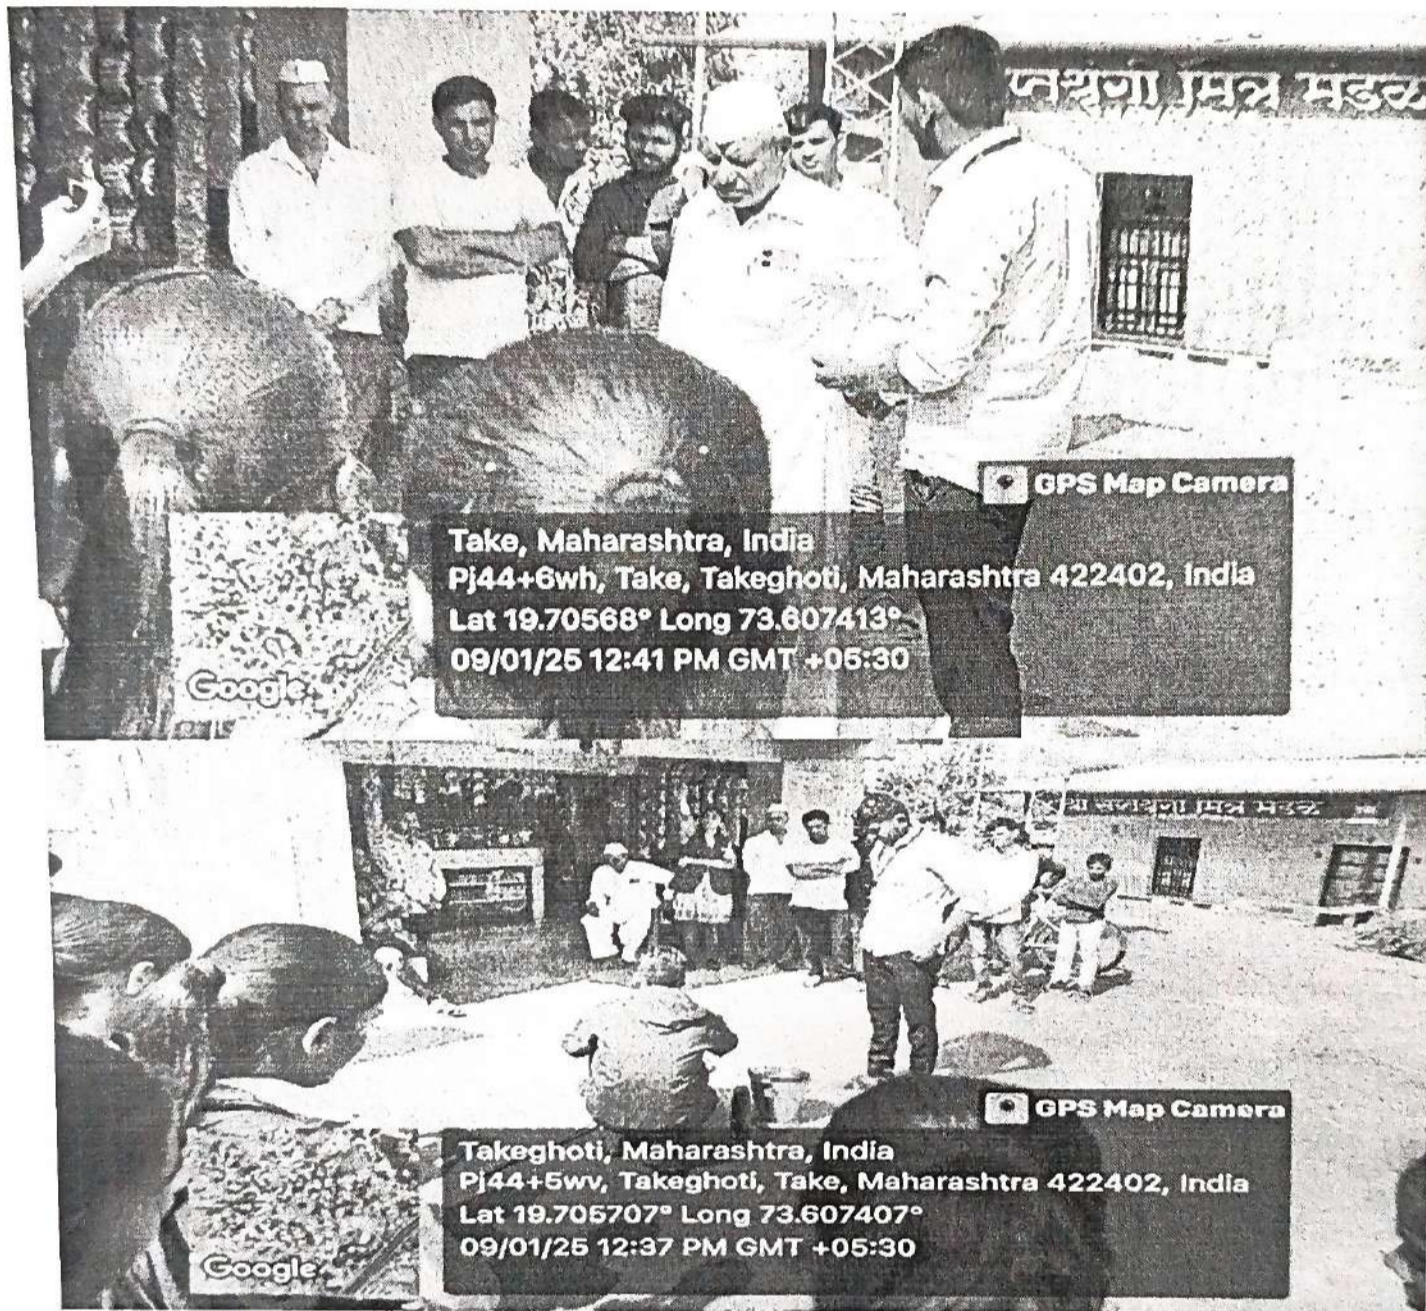 मित्र मंडळ
GPS Map Camera
Take, Maharashtra, India
Pj44+6wh, Take, Takeghoti, Maharashtra 422402, India
Lat 19.70568° Long 73.607413°
09/01/25 12:41 PM GMT +05:30
Google
मित्र मंडळ
GPS Map Camera
Takeghoti, Maharashtra, India
Pj44+5wv, Takeghoti, Take, Maharashtra 422402, India
Lat 19.705707° Long 73.607407°
09/01/25 12:37 PM GMT +05:30
Google